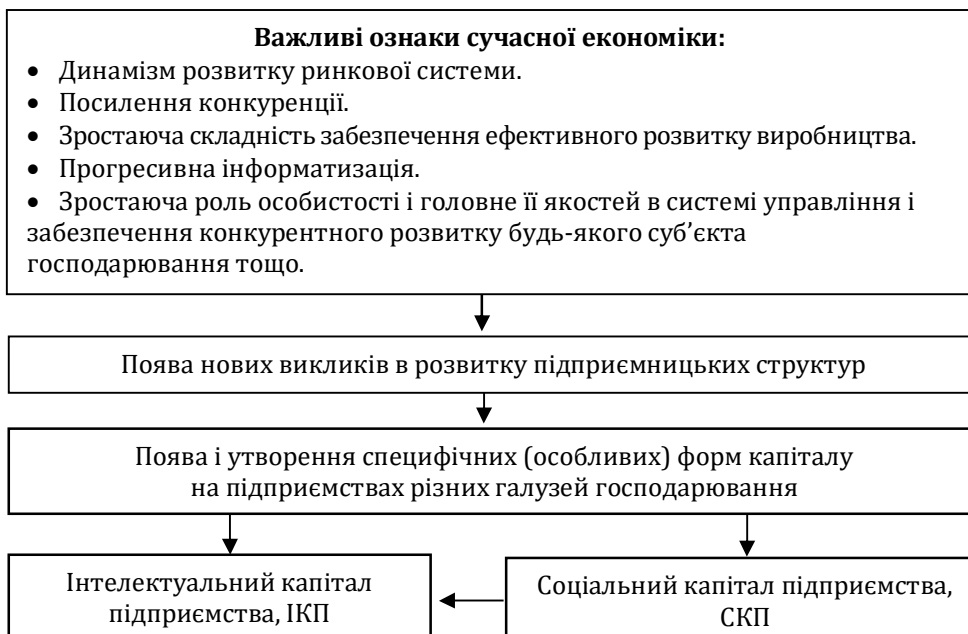 Важливі ознаки сучасної економіки:
• Динамізм розвитку ринкової системи.
• Посилення конкуренції.
• Зростаюча складність забезпечення ефективного розвитку виробництва.
• Прогресивна інформатизація.
• Зростаюча роль особистості і головне її якостей в системі управління і
забезпечення конкурентного розвитку будь-якого суб’єкта
господарювання тощо.
Поява нових викликів в розвитку підприємницьких структур
Поява і утворення специфічних (особливих) форм капіталу
на підприємствах різних галузей господарювання
Інтелектуальний капітал
підприємства, ІКП
Соціальний капітал підприємства,
СКП